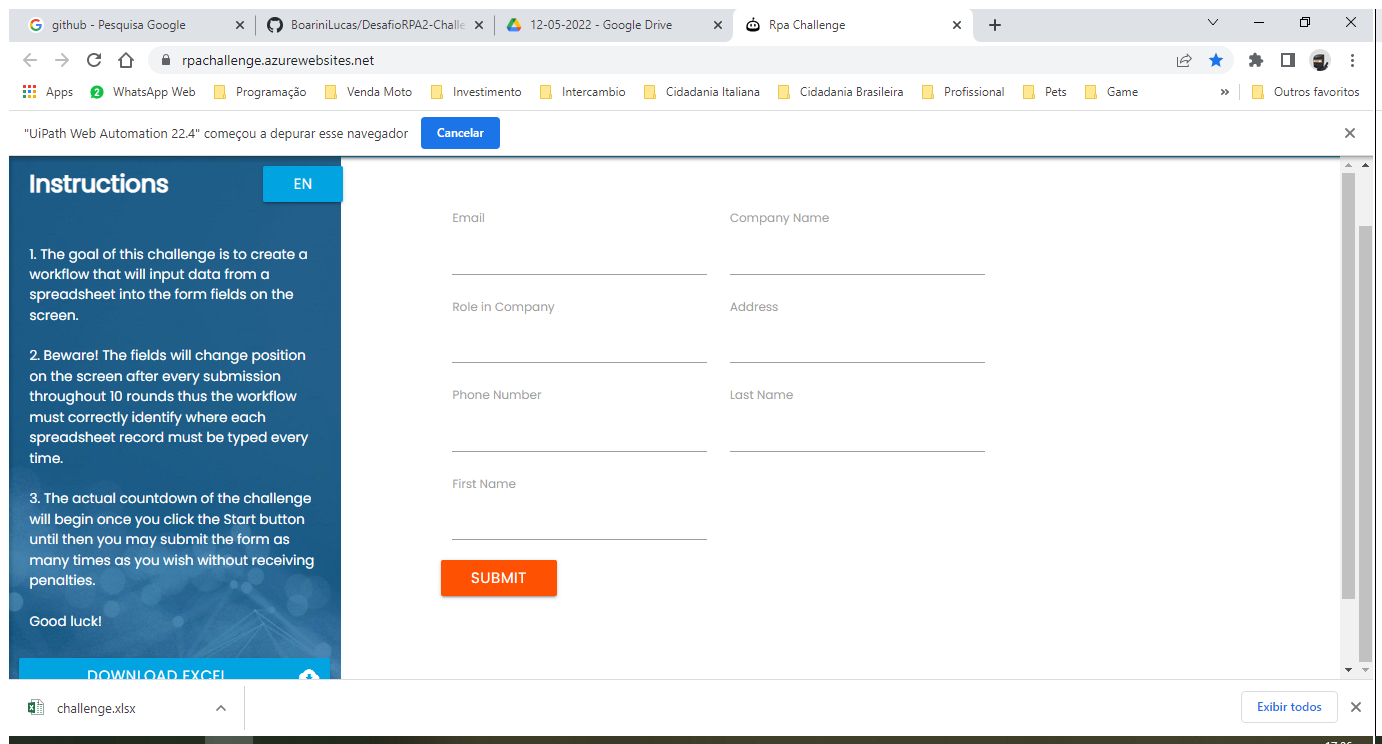 github - Pesquisa Google
BoariniLucas/DesafioRPA2-Challe
12-05-2022 - Google Drive
Rpa Challenge
rpachallenge.azurewebsites.net
Apps
2 WhatsApp Web
Programação
Venda Moto
Investimento
Intercambio
Cidadania Italiana
Cidadania Brasileira
Profissional
Pets
Game
»
Outros favoritos
"UiPath Web Automation 22.4" começou a depurar esse navegador
Cancelar
Instructions
EN
1. The goal of this challenge is to create a
workflow that will input data from a
spreadsheet into the form fields on the
screen.
2. Beware! The fields will change position
on the screen after every submission
throughout 10 rounds thus the workflow
must correctly identify where each
spreadsheet record must be typed every
time.
3. The actual countdown of the challenge
will begin once you click the Start button
until then you may submit the form as
many times as you wish without receiving
penalties.
Good luck!
DOWNLOAD EXCEL
Email
Company Name
Role in Company
Address
Phone Number
Last Name
First Name
SUBMIT
challenge.xlsx
Exibir todos